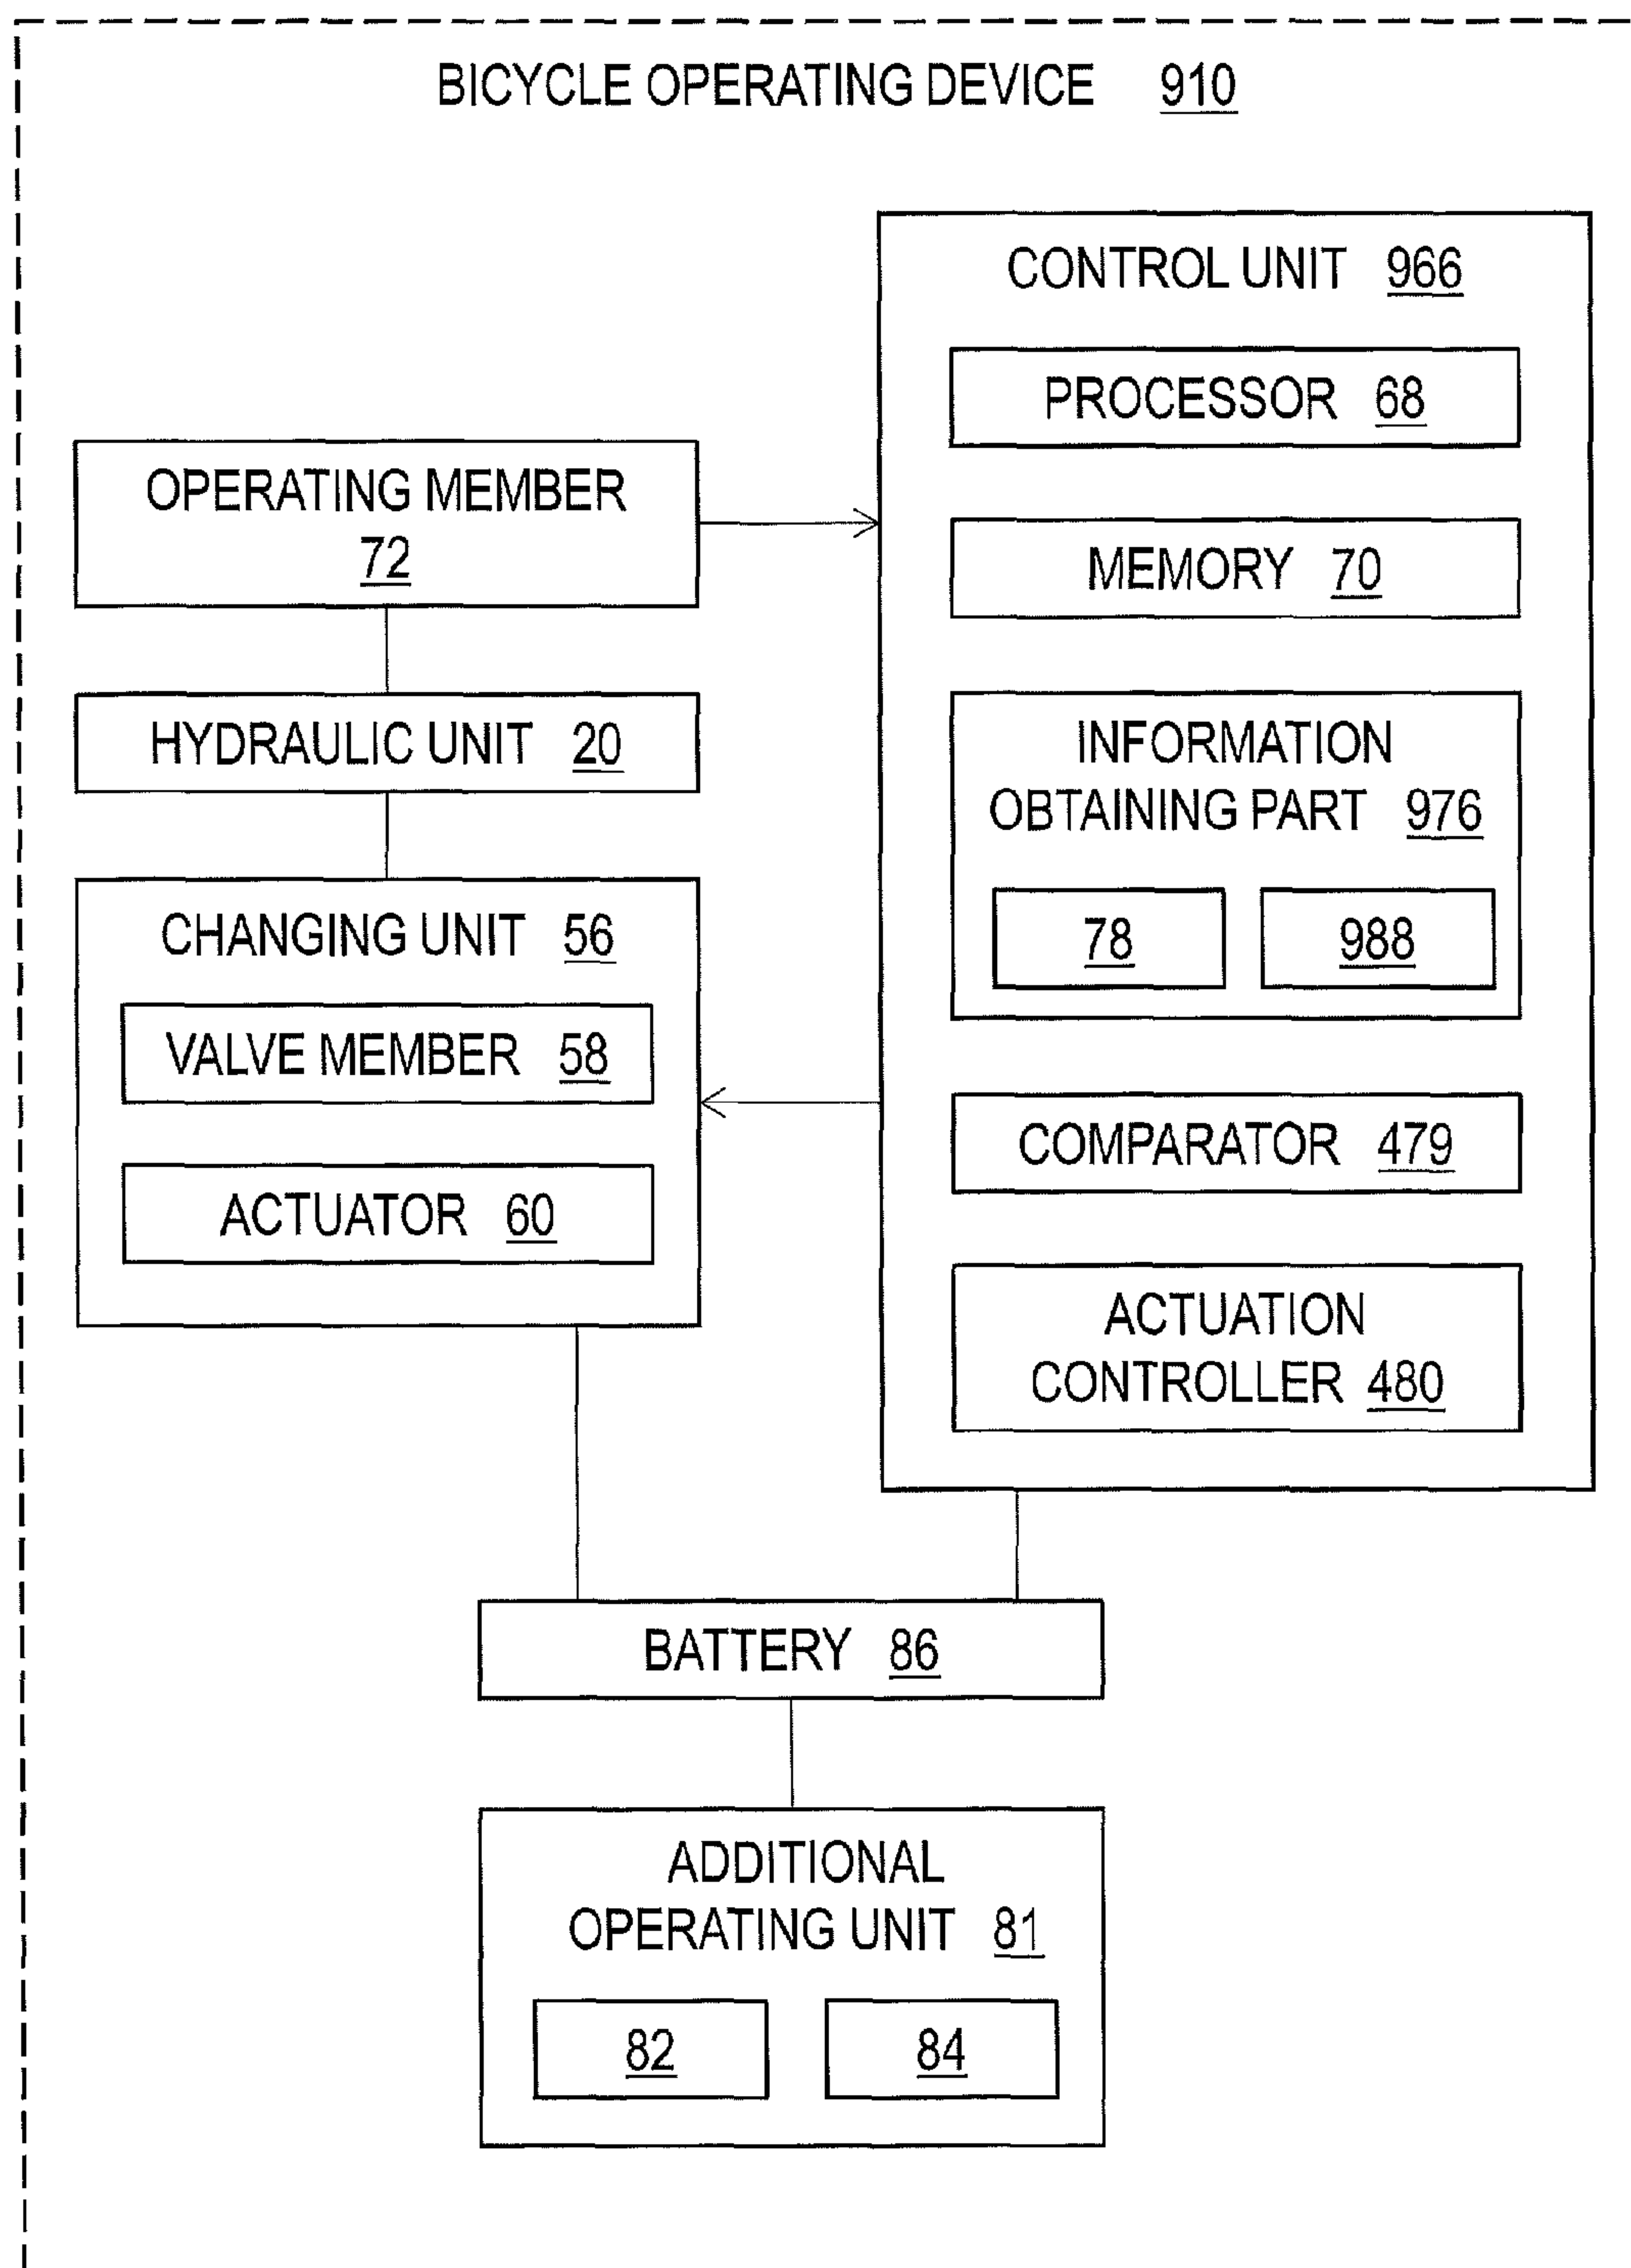 BICYCLE OPERATING DEVICE 910
OPERATING MEMBER
72
HYDRAULIC UNIT 20
CHANGING UNIT 56
VALVE MEMBER 58
ACTUATOR 60
CONTROL UNIT 966
PROCESSOR 68
MEMORY 70
INFORMATION
OBTAINING PART 976
78 988
COMPARATOR 479
ACTUATION
CONTROLLER 480
BATTERY 86
ADDITIONAL
OPERATING UNIT 81
82 84